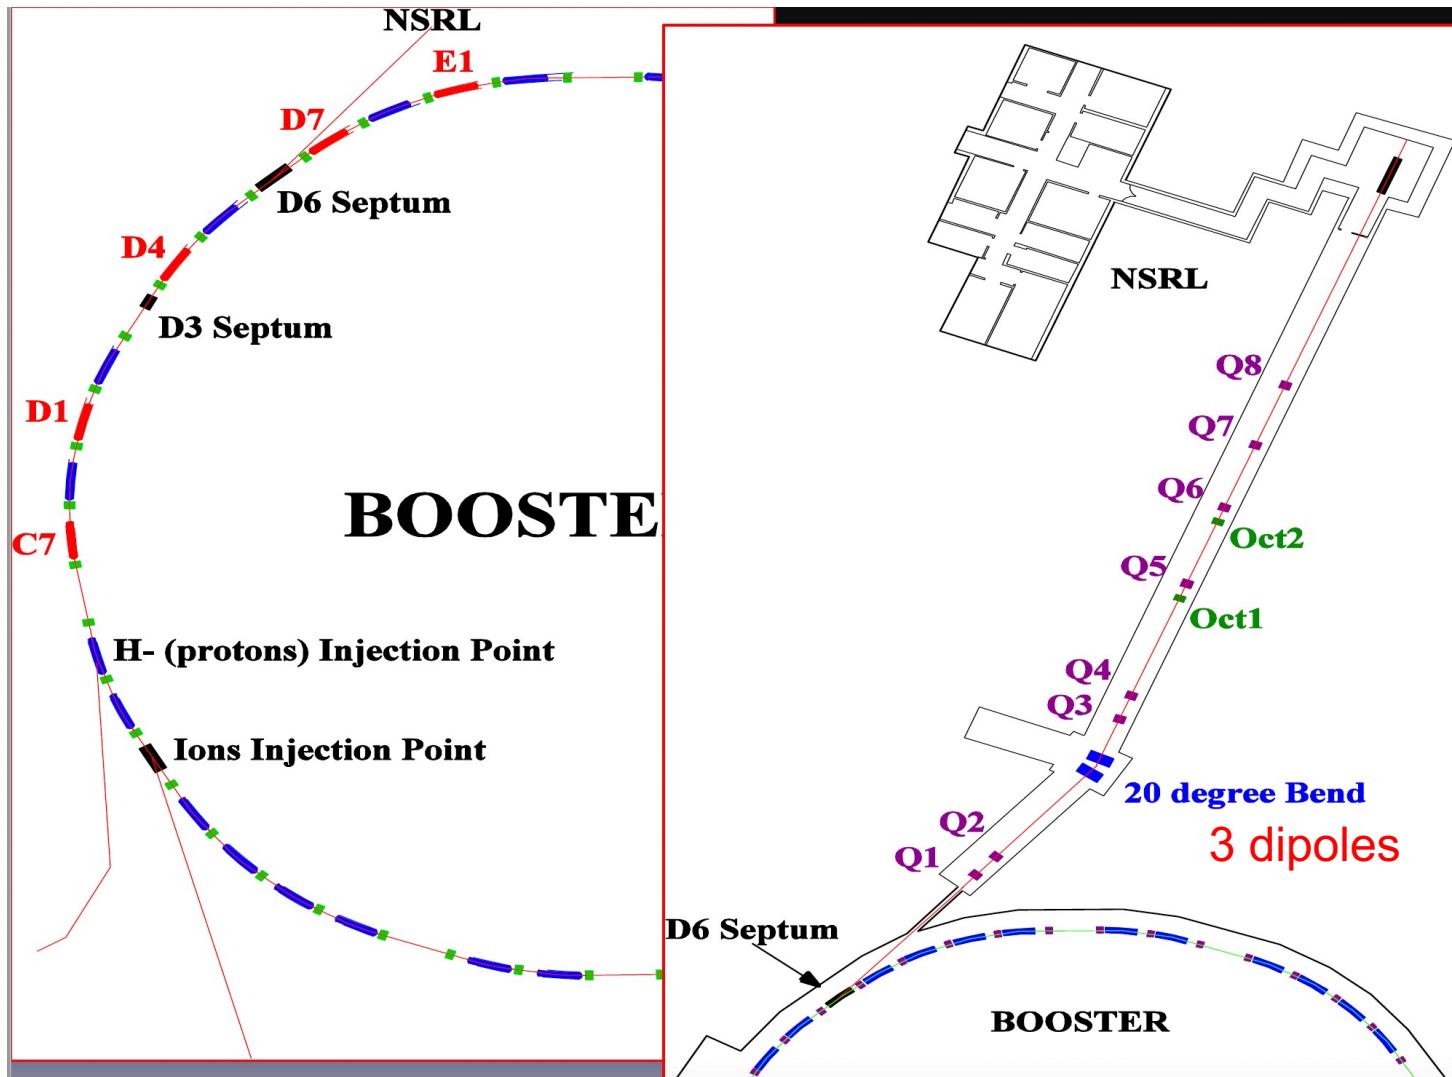 NSRL
E1
D7
D6 Septum
D4
D3 Septum
D1
BOOSTE
C7
H- (protons) Injection Point
Ions Injection Point
NSRL
Q8
Q7
Q6
Oct2
Q5
Oct1
Q4
Q3
20 degree Bend
3 dipoles
Q2
Q1
D6 Septum
BOOSTER